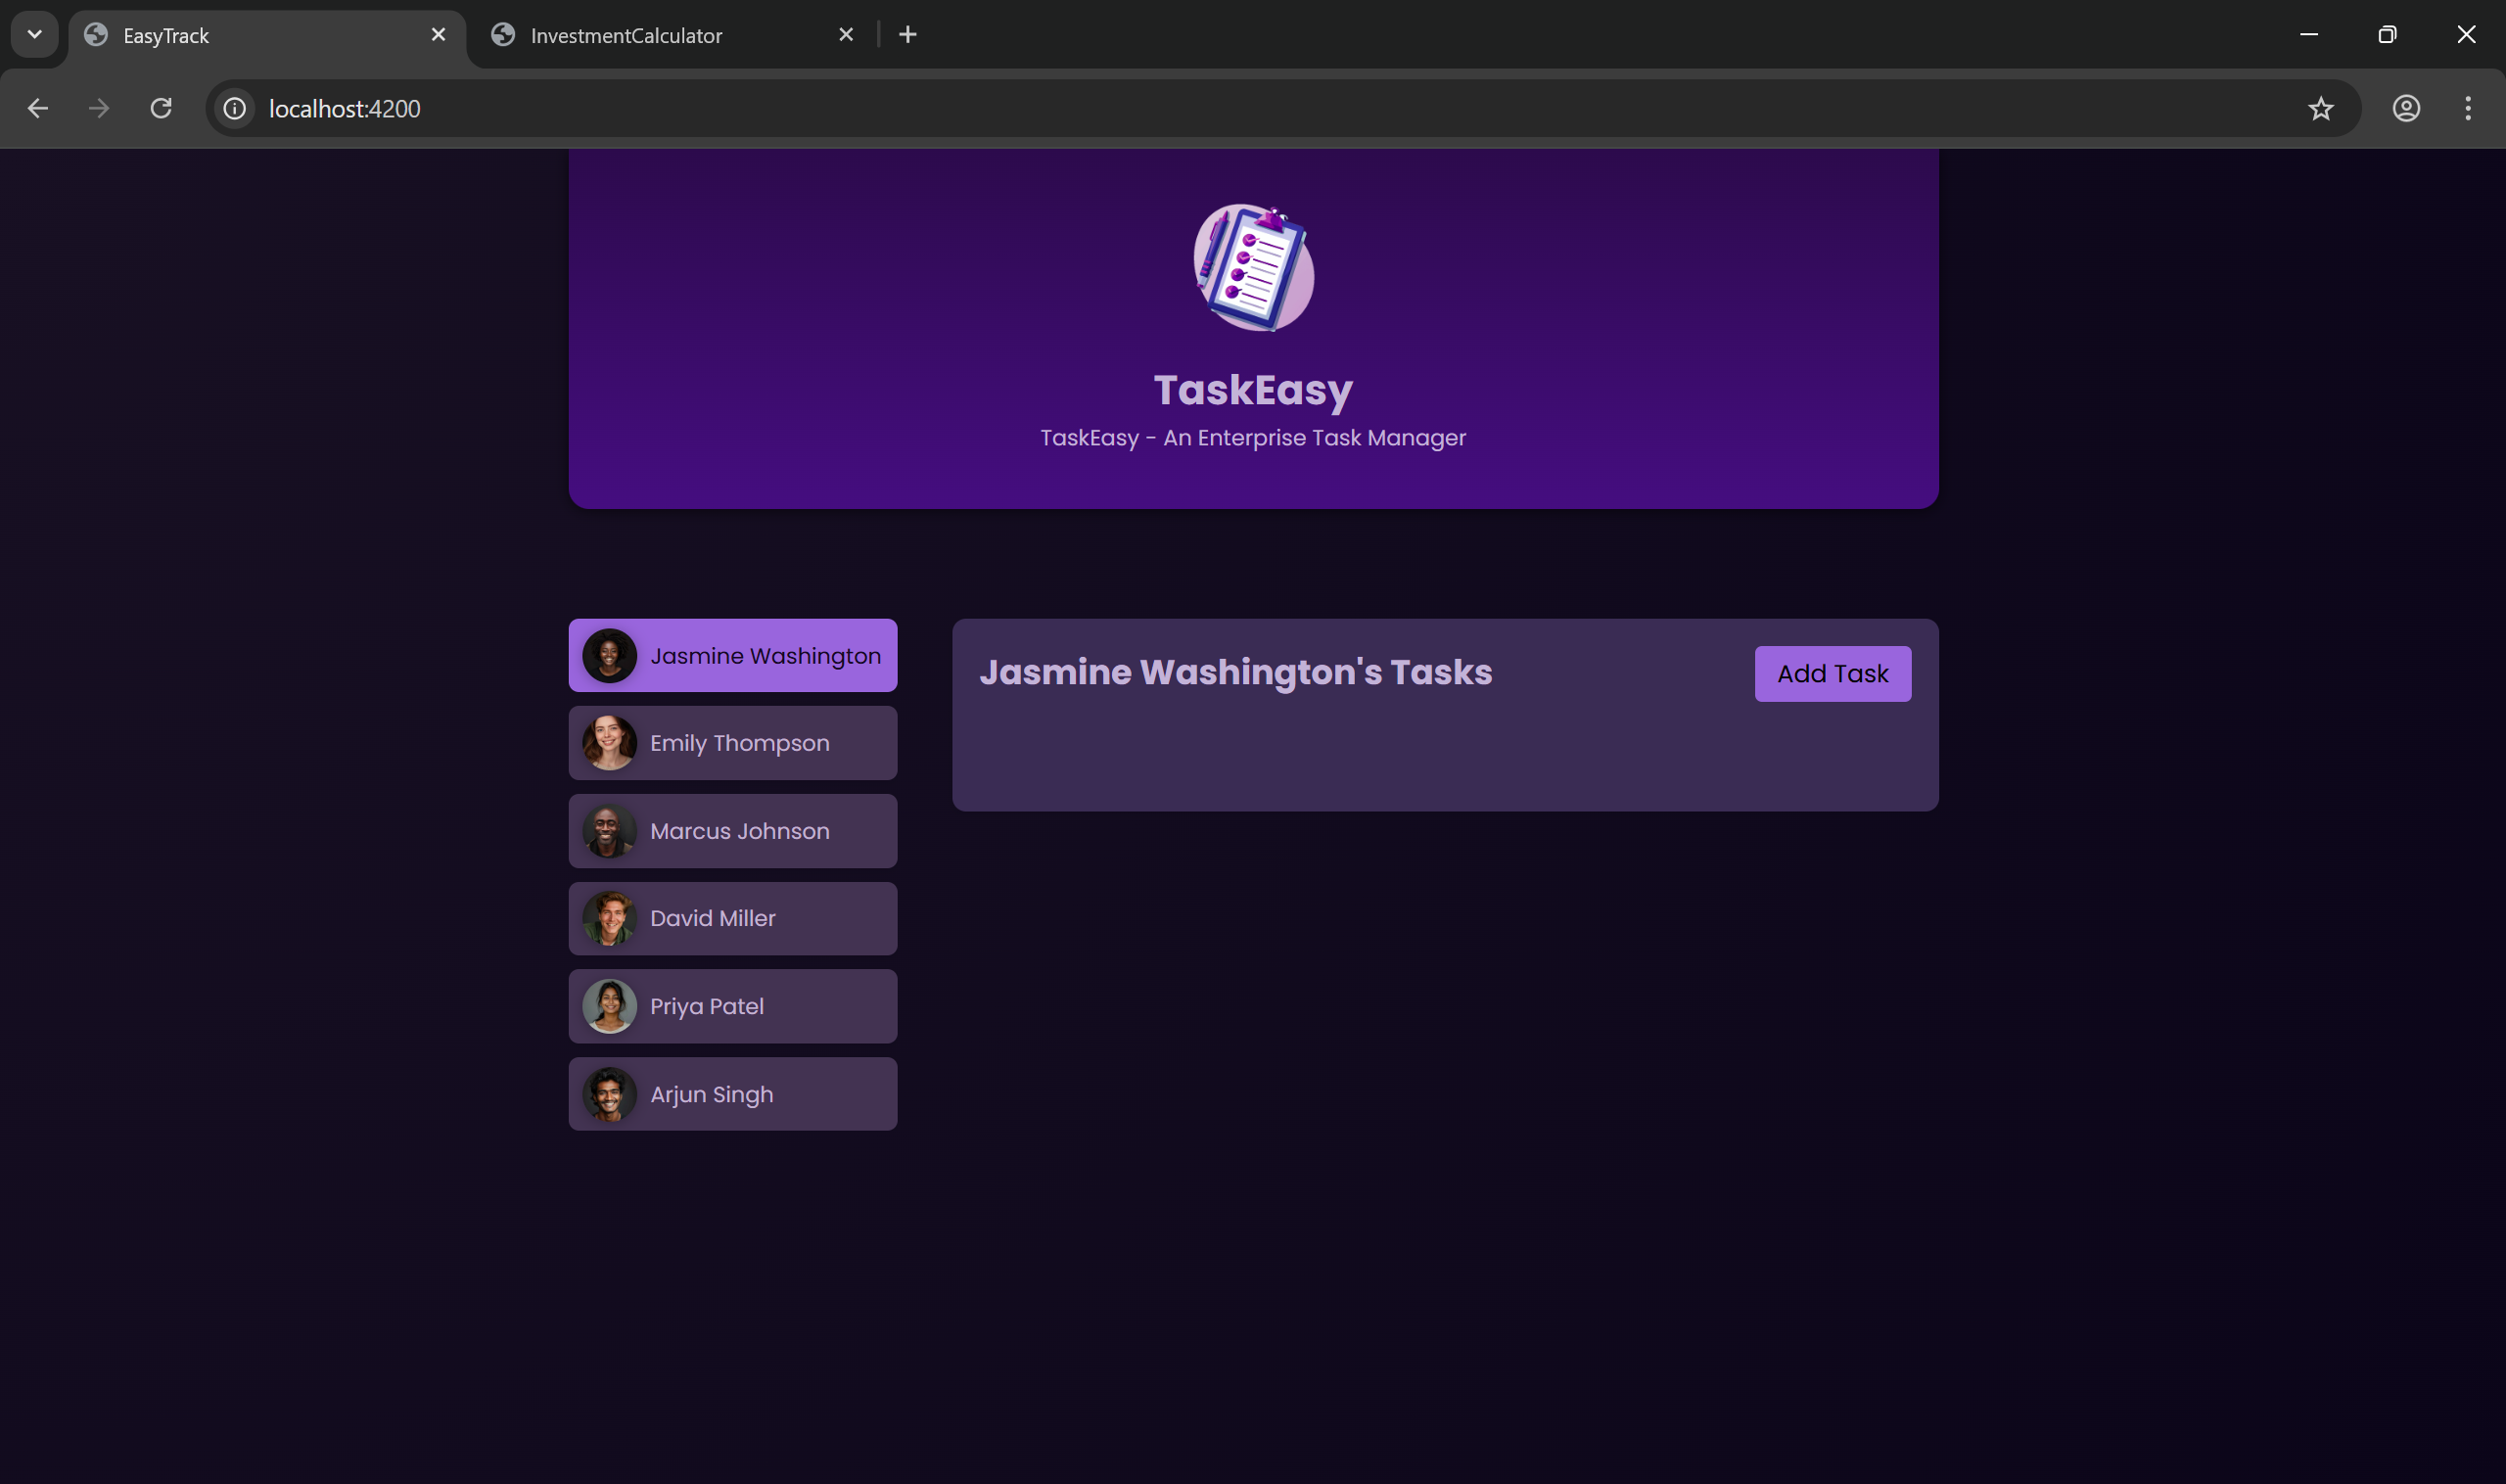 EasyTrack
InvestmentCalculator
localhost:4200
TaskEasy
TaskEasy - An Enterprise Task Manager
Jasmine Washington
Emily Thompson
Marcus Johnson
David Miller
Priya Patel
Arjun Singh
Jasmine Washington's Tasks
Add Task